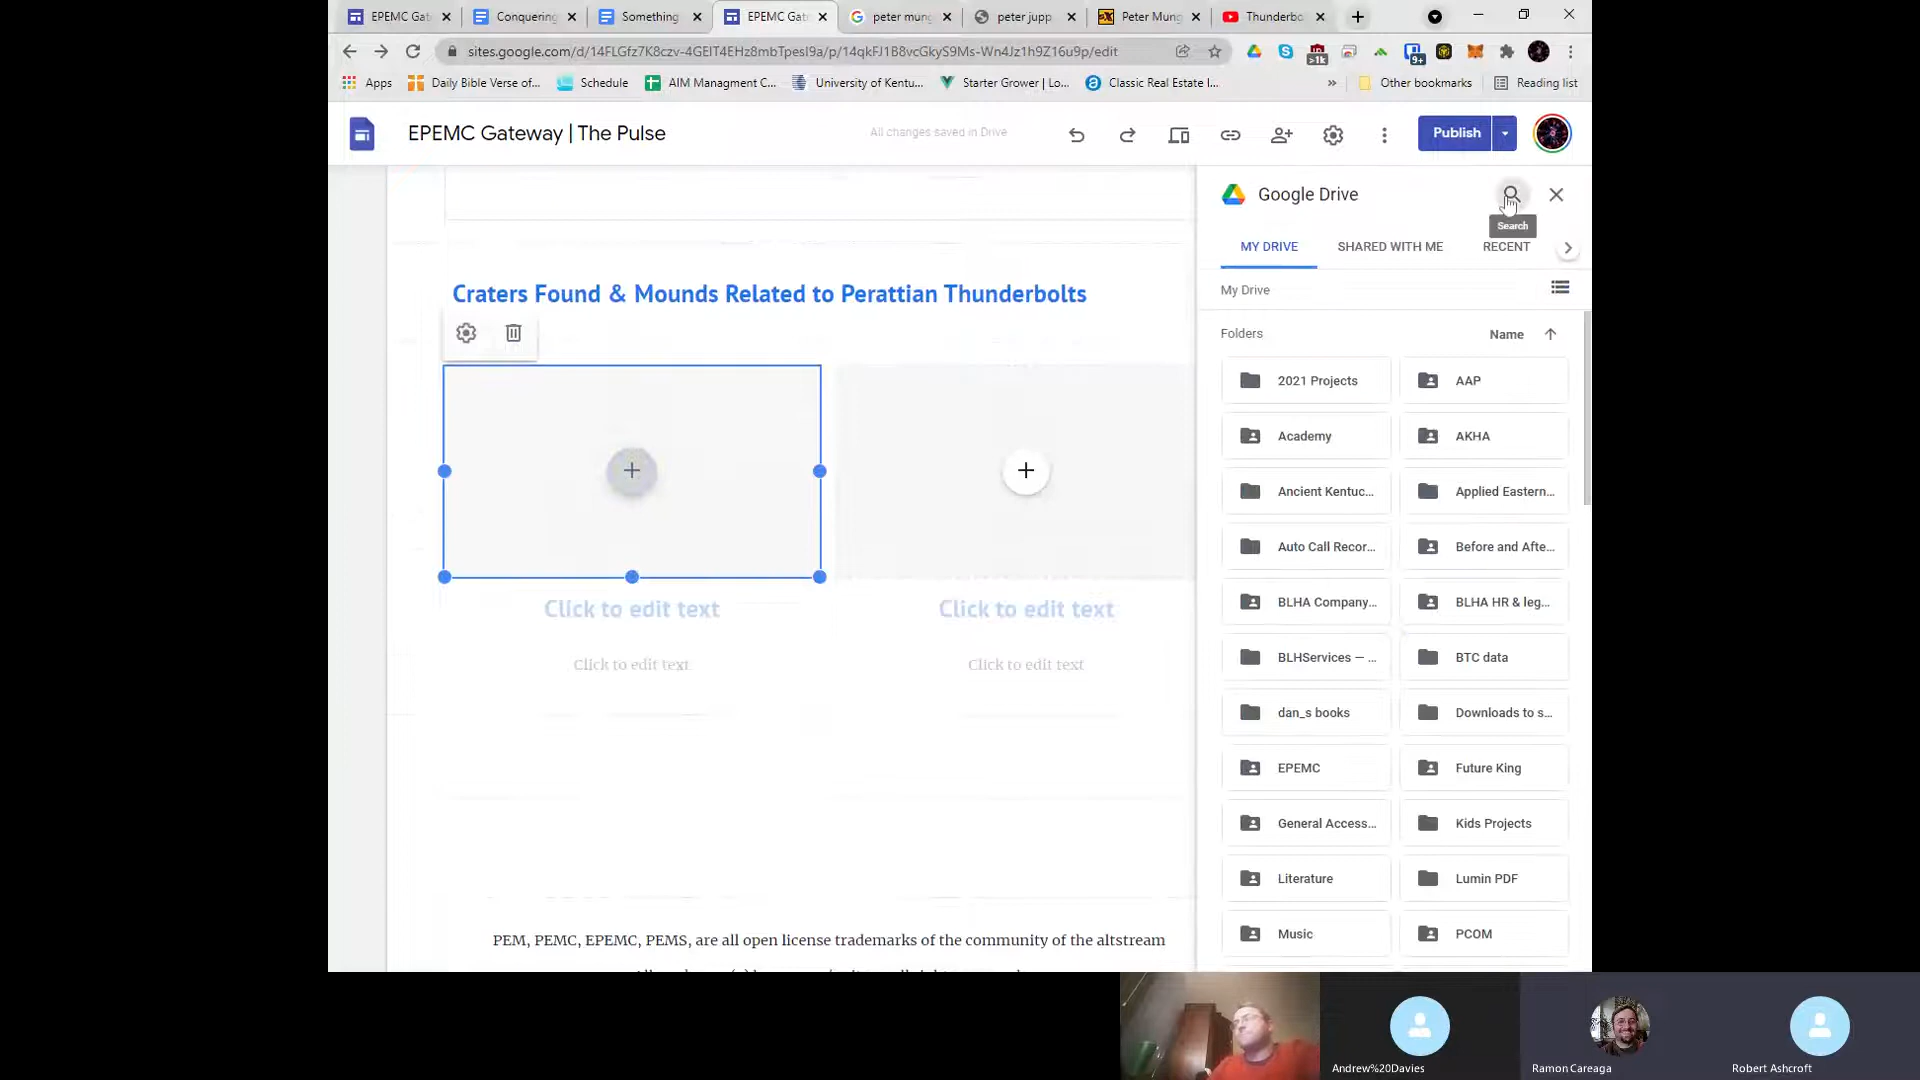 EPEMC Gat
Conquering
Something
EPEMC Gat
peter mung
peter jupp
Peter Mung
Thunderbo
sites.google.com/d/14FLGfz7K8czv-4GEIT4EHz8mbTpesI9a/p/14qkFJ1B8vcGkyS9Ms-Wn4Jz1h9Z16u9p/edit
>1k
9+
Apps
Daily Bible Verse of...
Schedule
AIM Managment C...
University of Kentu...
Starter Grower | Lo...
Classic Real Estate I...
»
Other bookmarks
Reading list
EPEMC Gateway | The Pulse
All changes saved in Drive
Publish
Google Drive
Search
MY DRIVE
SHARED WITH ME
RECENT
My Drive
Craters Found & Mounds Related to Perattian Thunderbolts
Folders
Name
2021 Projects
AAP
Academy
AKHA
Ancient Kentuc...
Applied Eastern...
Auto Call Recor...
Before and Afte...
BLHA Company...
BLHA HR & leg...
Click to edit text
Click to edit text
Click to edit text
Click to edit text
BLHServices — ...
BTC data
dan_s books
Downloads to s...
EPEMC
Future King
General Access...
Kids Projects
Literature
Lumin PDF
Music
PCOM
PEM, PEMC, EPEMC, PEMS, are all open license trademarks of the community of the altstream
Andrew%20Davies
Ramon Careaga
Robert Ashcroft